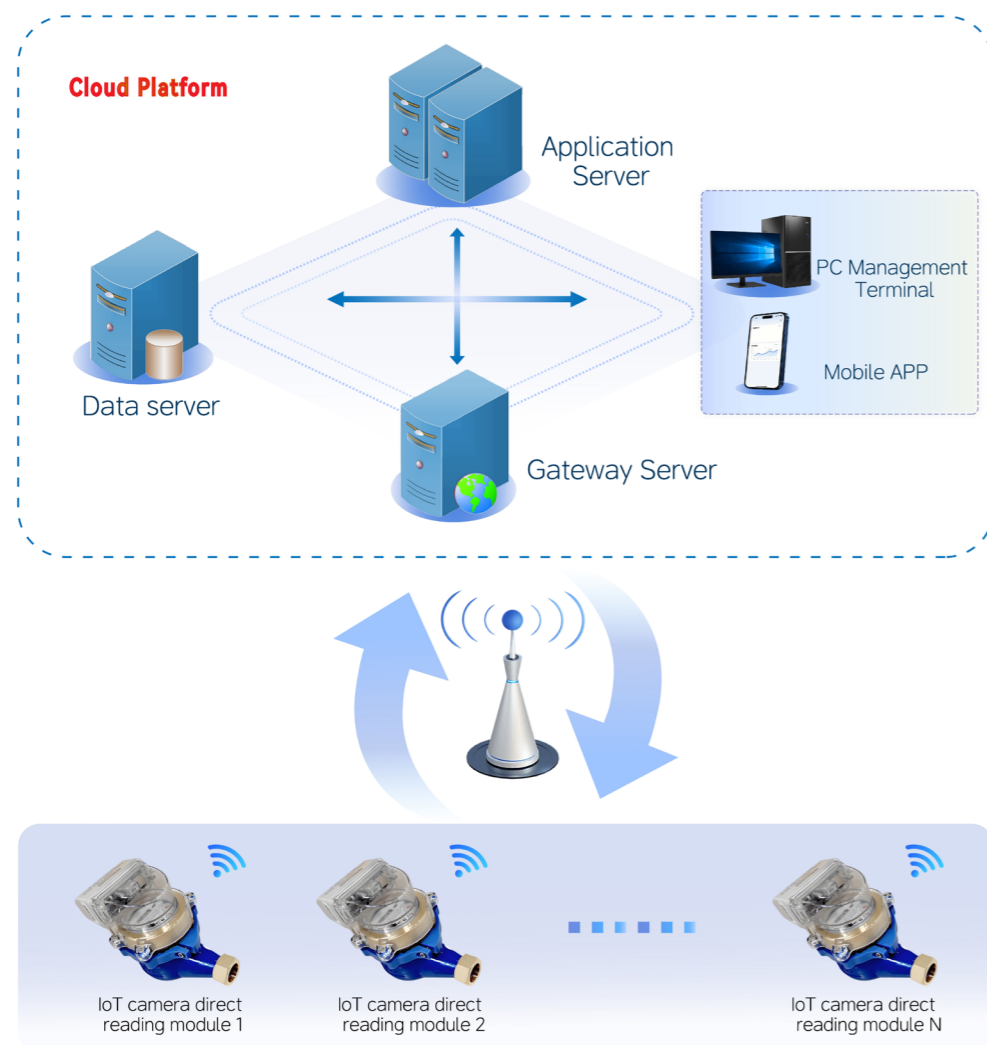 Cloud Platform
Application
Server
PC Management
Terminal
Mobile APP
Data server
Gateway Server
IoT camera direct
reading module 1
IoT camera direct
reading module 2
IoT camera direct
reading module N